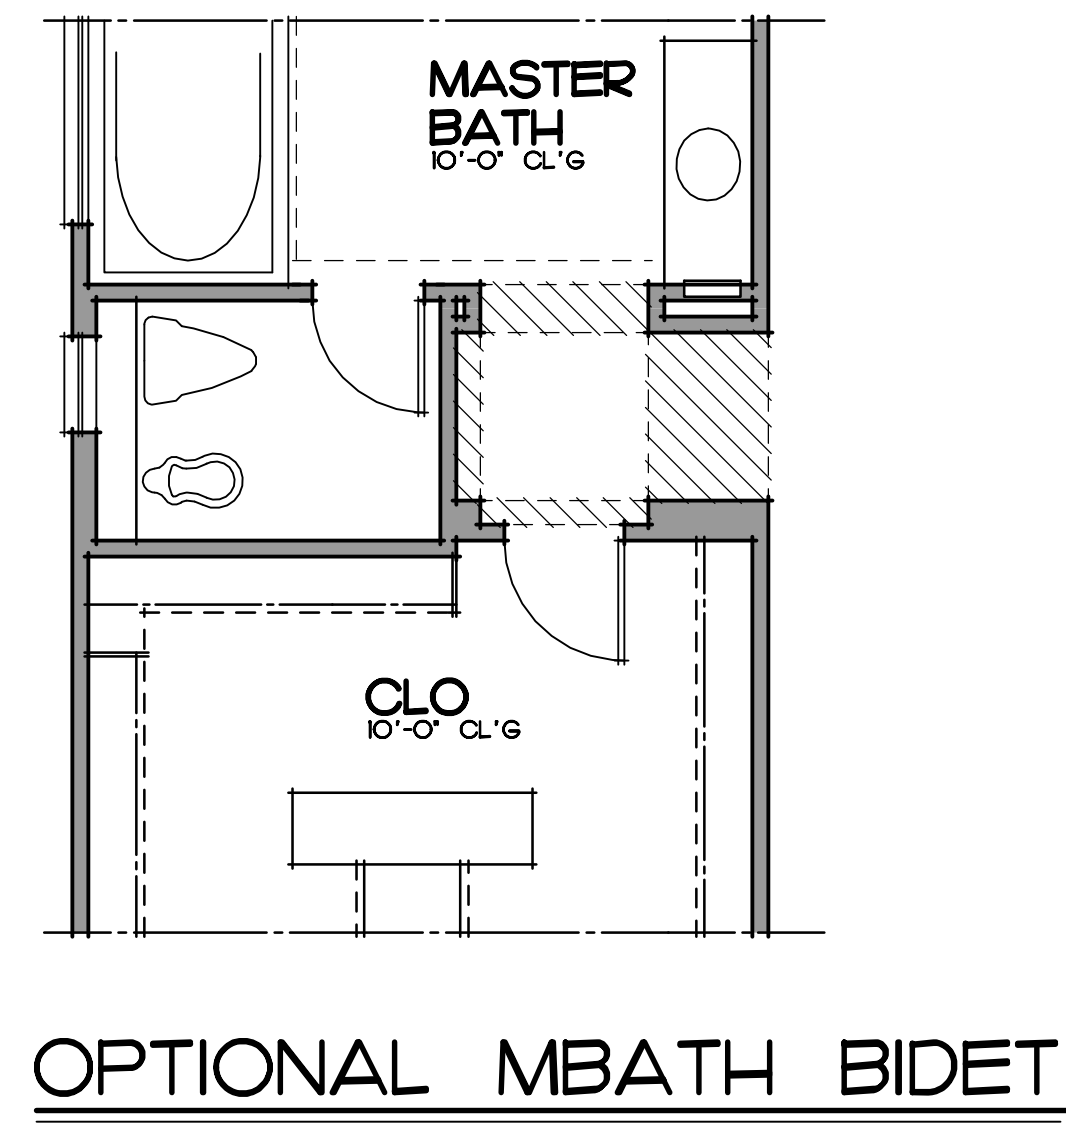 MASTER
BATH
10'-0" CL'G
CLO
10'-0" CL'G
OPTIONAL MBATH BIDET